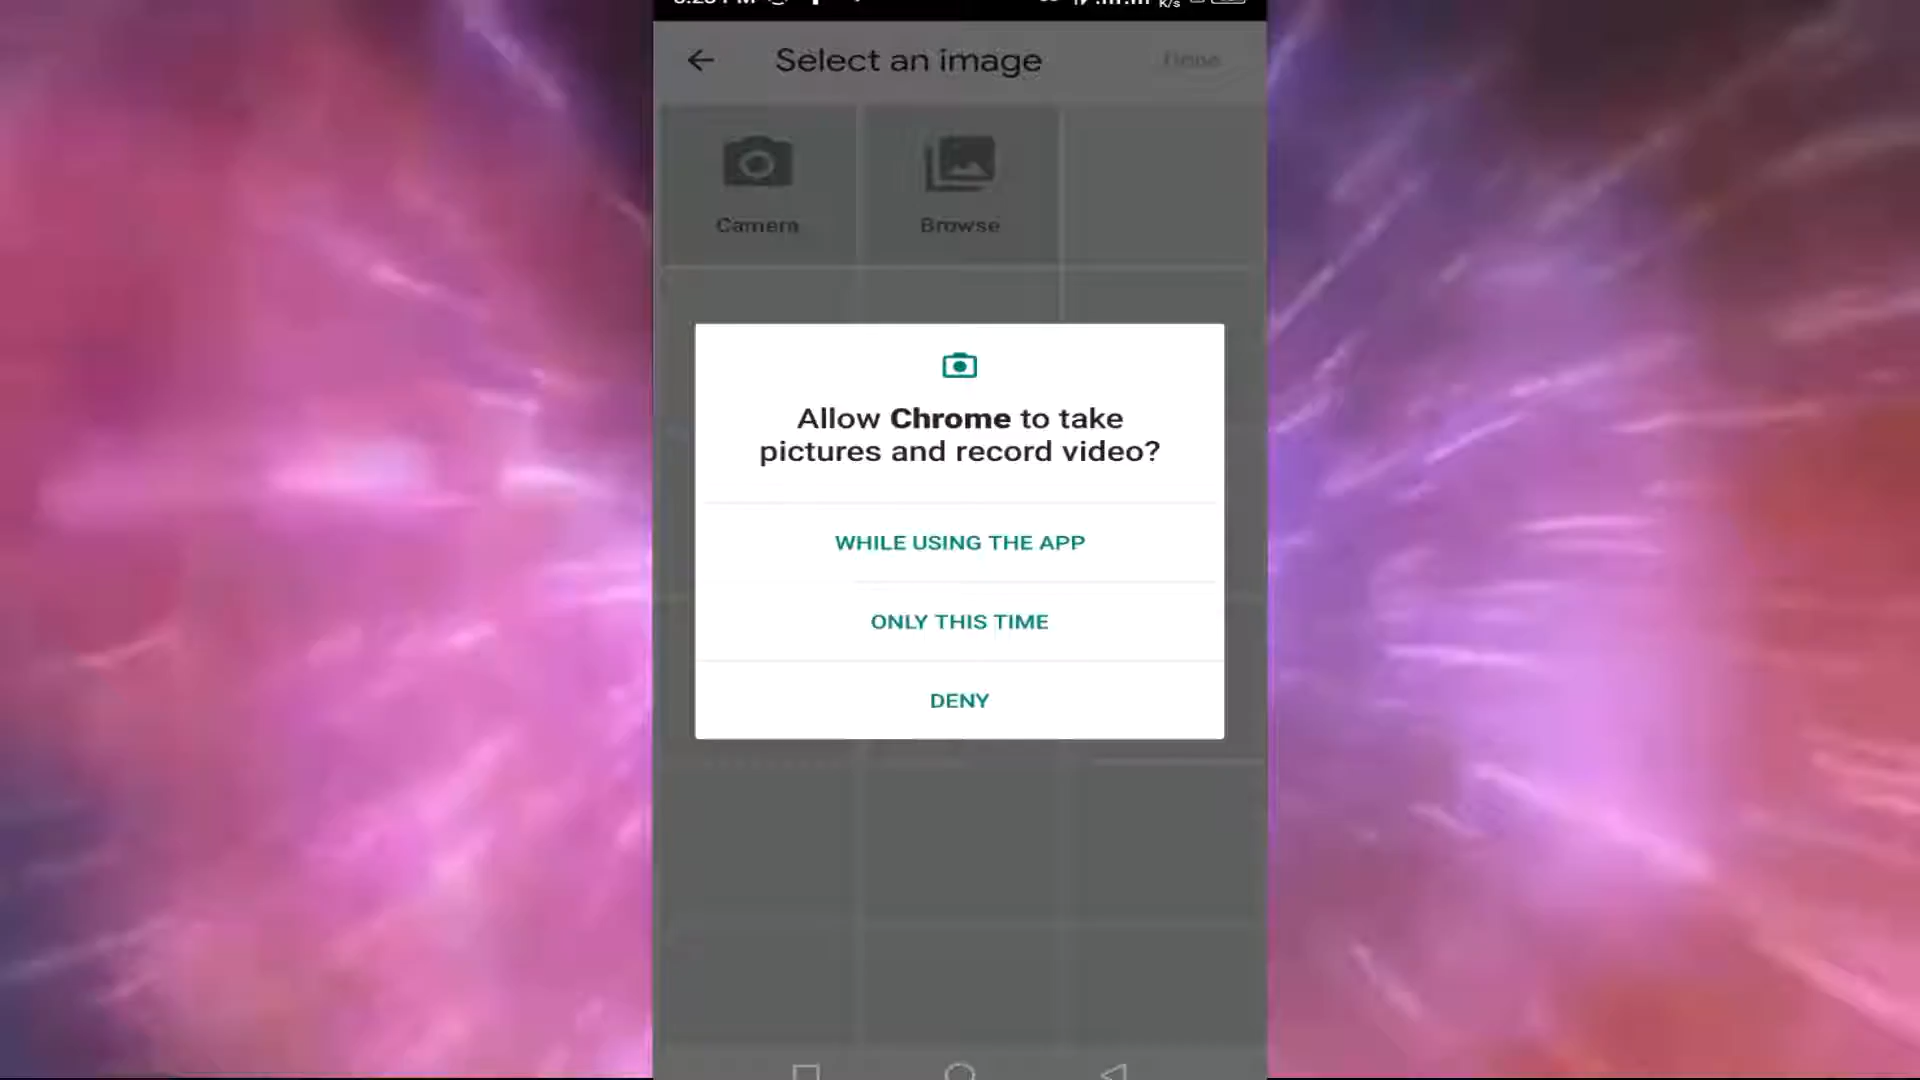 Select an image
Done
Camera
Browse
Allow Chrome to take
pictures and record video?
WHILE USING THE APP
ONLY THIS TIME
DENY